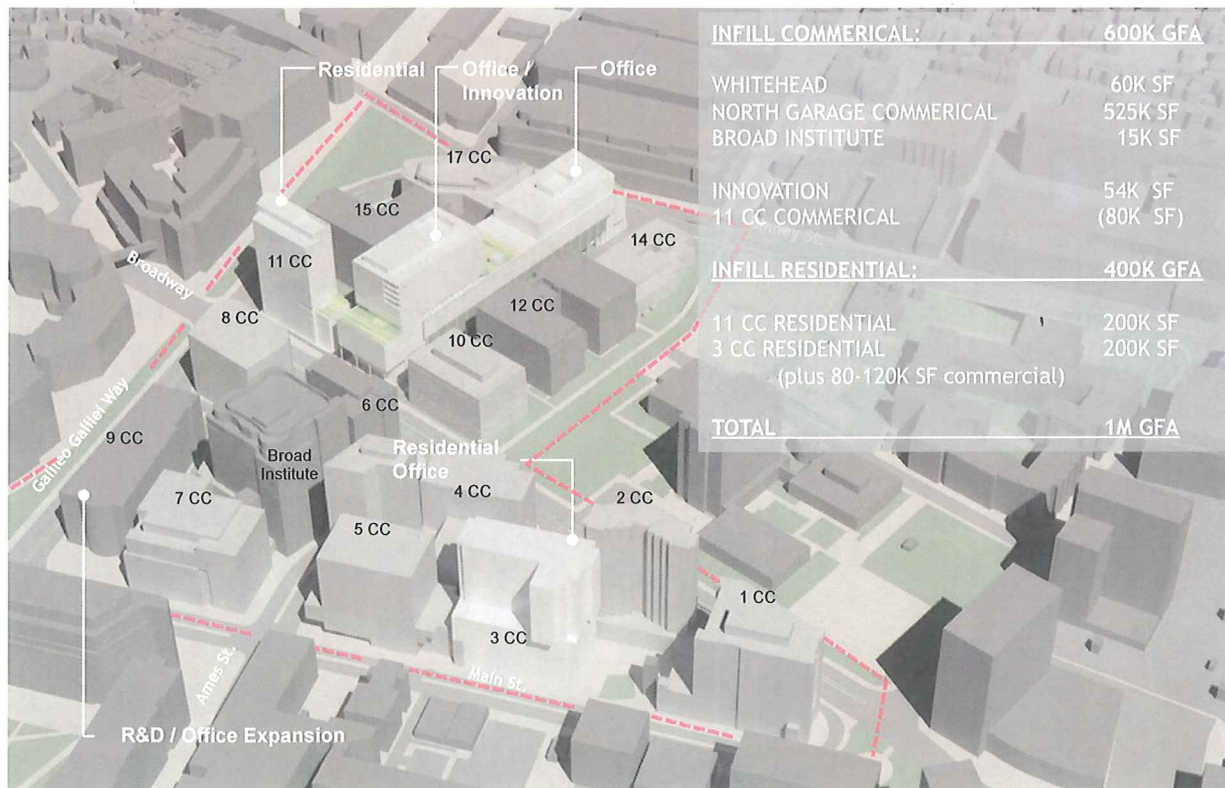 INFILL COMMERICAL: 600K GFA
WHITEHEAD 60K SF
NORTH GARAGE COMMERICAL 525K SF
BROAD INSTITUTE 15K SF
INNOVATION 54K SF
11 CC COMMERICAL (80K SF)
INFILL RESIDENTIAL: 400K GFA
11 CC RESIDENTIAL 200K SF
3 CC RESIDENTIAL 200K SF
(plus 80-120K SF commercial)
TOTAL 1M GFA
Residential
Office /
Innovation
Office
17 CC
15 CC
14 CC
11 CC
Broadway
12 CC
8 CC
10 CC
6 CC
Galileo Galilei Way
9 CC
Broad
Institute
Residential
Office
4 CC
2 CC
7 CC
5 CC
1 CC
3 CC
Ames St.
Main St.
R&D / Office Expansion